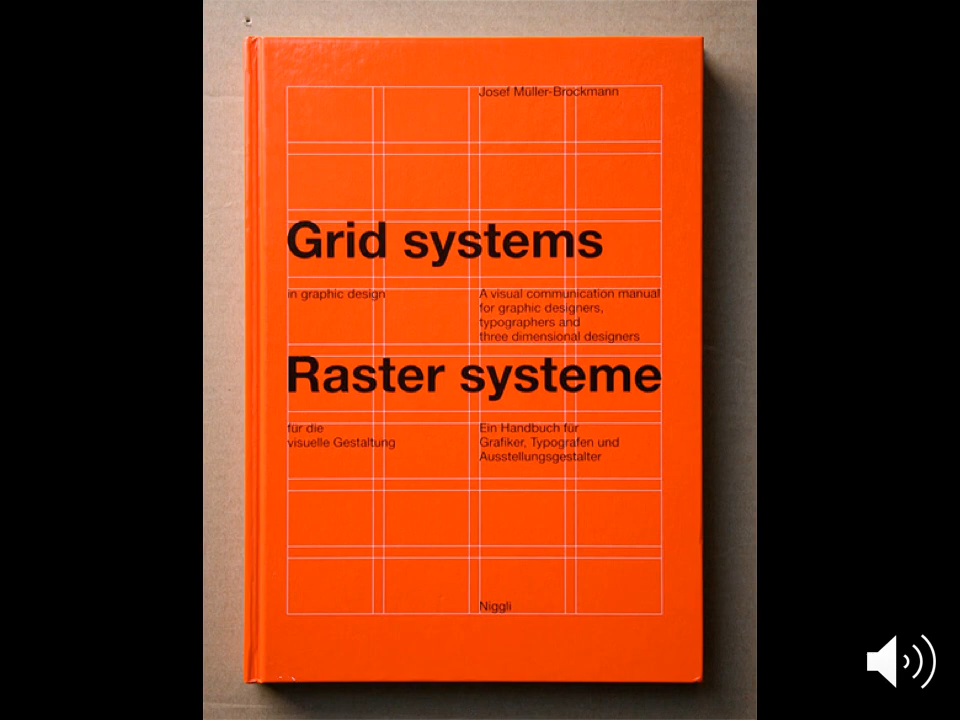 Josef Müller-Brockmann
Grid systems
in graphic design
A visual communication manual
for graphic designers,
typographers and
three dimensional designers
Raster systeme
für die
visuelle Gestaltung
Ein Handbuch für
Grafiker, Typografen und
Ausstellungsgestalter
Niggli